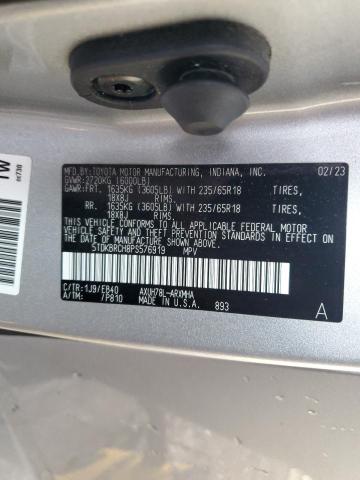 MFD.BY:TOYOTA MOTOR MANUFACTURING, INDIANA, INC. 02/23
GVWR:2720KG (6000LB)
GAWR:FRT. 1635KG (3605LB) WITH 235/65R18 TIRES,
18X8J RIMS.
RR. 1635KG (3605LB) WITH 235/65R18 TIRES,
18X8J RIMS.
THIS VEHICLE CONFORMS TO ALL APPLICABLE FEDERAL MOTOR
VEHICLE SAFETY, BUMPER, AND THEFT PREVENTION STANDARDS
IN EFFECT ON THE DATE OF MANUFACTURE SHOWN ABOVE.
5TDKBRCH8PS576919 MPV
C/TR:1J9/EB40 AXUH78L-ARXMHA
A/TM: /P810 MADE IN U.S.A. 893
A